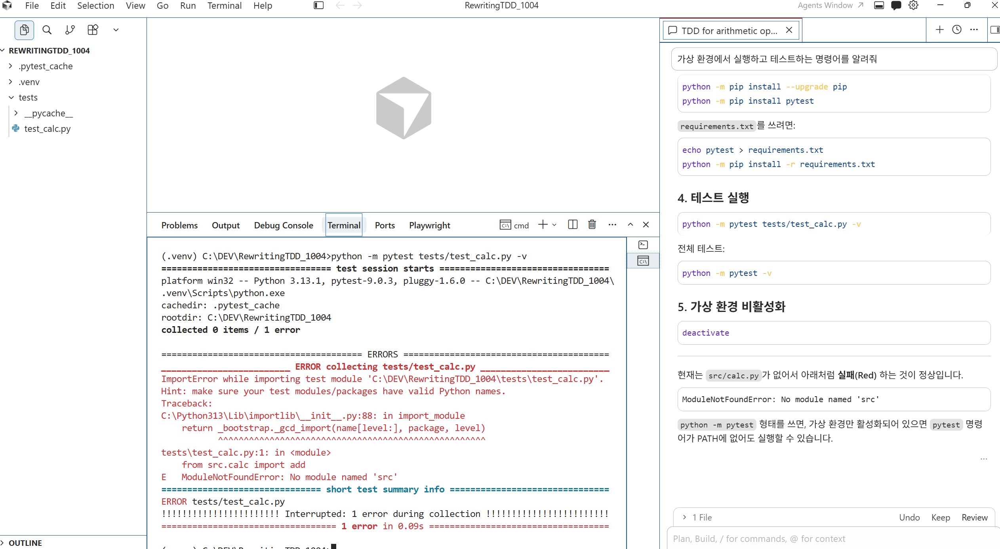 File Edit Selection View Go Run Terminal Help
RewritingTDD_1004
Agents Window
REWRITINGTDD_1004
.pytest_cache
.venv
tests
__pycache__
test_calc.py
OUTLINE
Problems Output Debug Console Terminal Ports Playwright
cmd
(.venv) C:\DEV\RewritingTDD_1004>python -m pytest tests/test_calc.py -v
================================= test session starts =================================
platform win32 -- Python 3.13.1, pytest-9.0.3, pluggy-1.6.0 -- C:\DEV\RewritingTDD_1004\
.venv\Scripts\python.exe
cachedir: .pytest_cache
rootdir: C:\DEV\RewritingTDD_1004
collected 0 items / 1 error
======================================= ERRORS ========================================
_________________________ ERROR collecting tests/test_calc.py _________________________
ImportError while importing test module 'C:\DEV\RewritingTDD_1004\tests\test_calc.py'.
Hint: make sure your test modules/packages have valid Python names.
Traceback:
C:\Python313\Lib\importlib\__init__.py:88: in import_module
return _bootstrap._gcd_import(name[level:], package, level)
^^^^^^^^^^^^^^^^^^^^^^^^^^^^^^^^^^^^^^^^^^^^^^^^^^^^
tests\test_calc.py:1: in <module>
from src.calc import add
E   ModuleNotFoundError: No module named 'src'
=============================== short test summary info ===============================
ERROR tests/test_calc.py
!!!!!!!!!!!!!!!!!!!!!!! Interrupted: 1 error during collection !!!!!!!!!!!!!!!!!!!!!!!!
================================== 1 error in 0.09s ===================================
(.venv) C:\DEV\RewritingTDD_1004>
TDD for arithmetic op...
가상 환경에서 실행하고 테스트하는 명령어를 알려줘
python -m pip install --upgrade pip
python -m pip install pytest
requirements.txt를 쓰려면:
echo pytest > requirements.txt
python -m pip install -r requirements.txt
4. 테스트 실행
python -m pytest tests/test_calc.py -v
전체 테스트:
python -m pytest -v
5. 가상 환경 비활성화
deactivate
현재는 src/calc.py가 없어서 아래처럼 실패(Red) 하는 것이 정상입니다.
ModuleNotFoundError: No module named 'src'
python -m pytest 형태를 쓰면, 가상 환경만 활성화되어 있으면 pytest 명령
어가 PATH에 없어도 실행할 수 있습니다.
1 File Undo Keep Review
Plan, Build, / for commands, @ for context